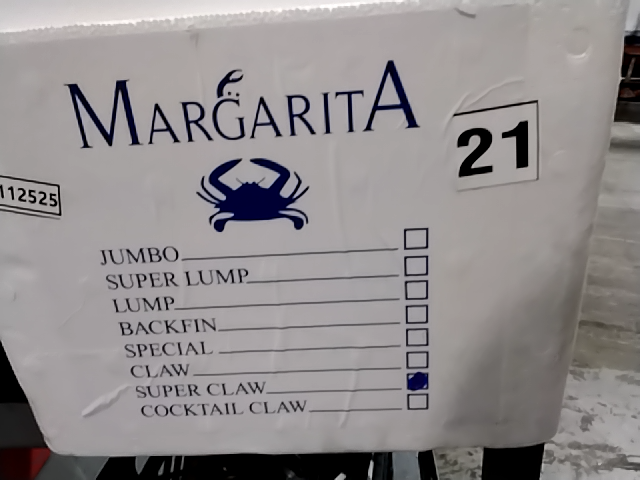 MARGARITA
21
112525
JUMBO
SUPER LUMP
LUMP
BACKFIN
SPECIAL
CLAW
SUPER CLAW
COCKTAIL CLAW